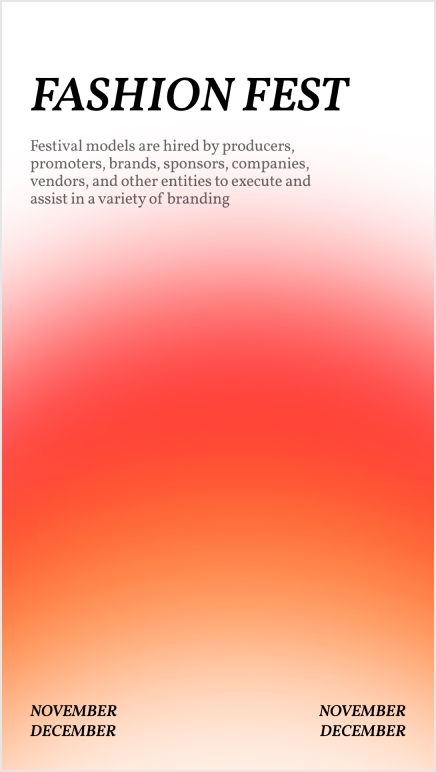 FASHION FEST
Festival models are hired by producers,
promoters, brands, sponsors, companies,
vendors, and other entities to execute and
assist in a variety of branding
NOVEMBER
DECEMBER
NOVEMBER
DECEMBER